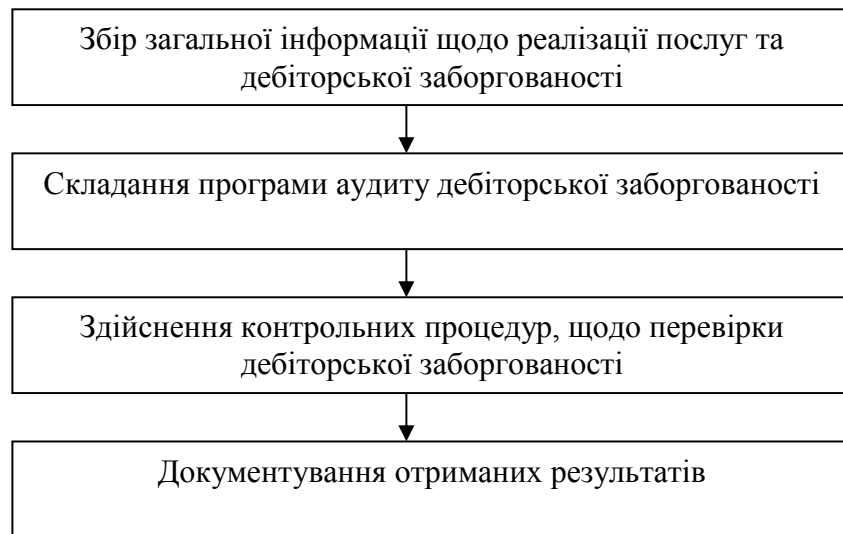 Збір загальної інформації щодо реалізації послуг та
дебіторської заборгованості
Складання програми аудиту дебіторської заборгованості
Здійснення контрольних процедур, щодо перевірки
дебіторської заборгованості
Документування отриманих результатів